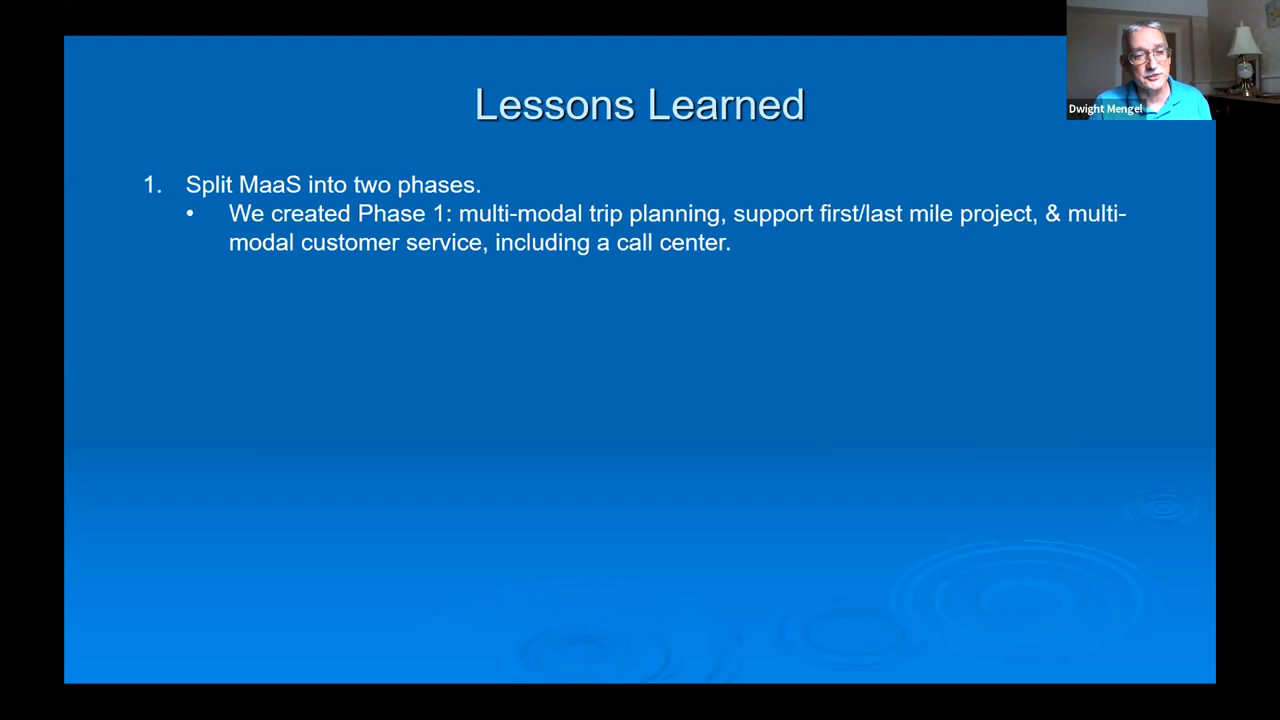 Lessons Learned
Dwight Mengel
1. Split MaaS into two phases.
• We created Phase 1: multi-modal trip planning, support first/last mile project, & multi-
modal customer service, including a call center.